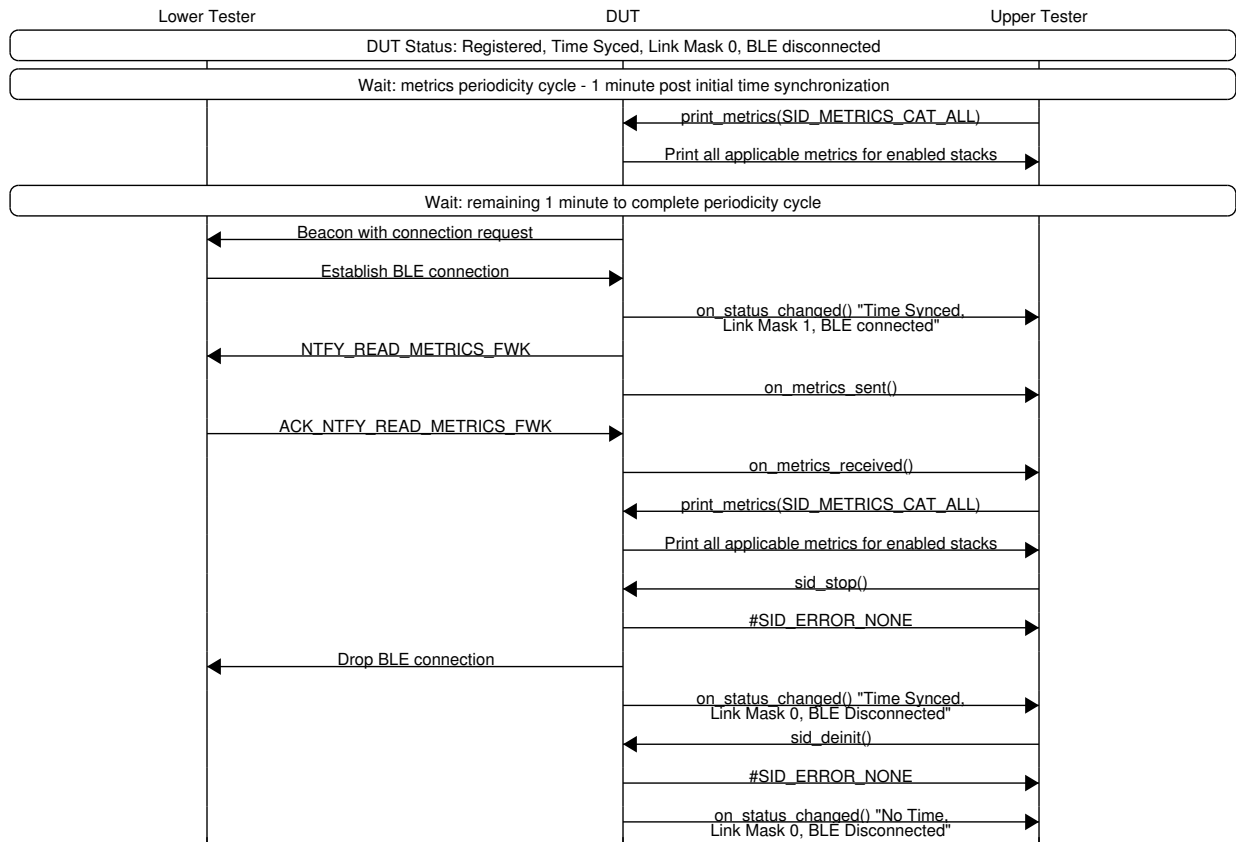 Lower Tester DUT Upper Tester
DUT Status: Registered, Time Syced, Link Mask 0, BLE disconnected
Wait: metrics periodicity cycle - 1 minute post initial time synchronization
print_metrics(SID_METRICS_CAT_ALL)
Print all applicable metrics for enabled stacks
Wait: remaining 1 minute to complete periodicity cycle
Beacon with connection request
Establish BLE connection
on_status_changed() "Time Synced,
Link Mask 1, BLE connected"
NTFY_READ_METRICS_FWK
on_metrics_sent()
ACK_NTFY_READ_METRICS_FWK
on_metrics_received()
print_metrics(SID_METRICS_CAT_ALL)
Print all applicable metrics for enabled stacks
sid_stop()
#SID_ERROR_NONE
Drop BLE connection
on_status_changed() "Time Synced,
Link Mask 0, BLE Disconnected"
sid_deinit()
#SID_ERROR_NONE
on_status_changed() "No Time,
Link Mask 0, BLE Disconnected"